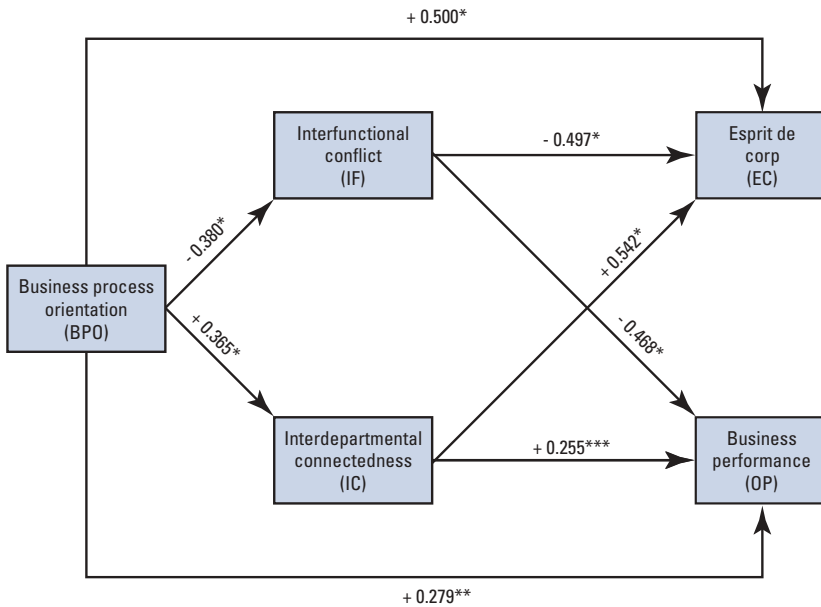 + 0.500*
Interfunctional
conflict
(IF)
- 0.497*
Esprit de
corp
(EC)
- 0.380*
+ 0.542*
Business process
orientation
(BPO)
+ 0.365*
- 0.468*
Interdepartmental
connectedness
(IC)
+ 0.255***
Business
performance
(OP)
+ 0.279**